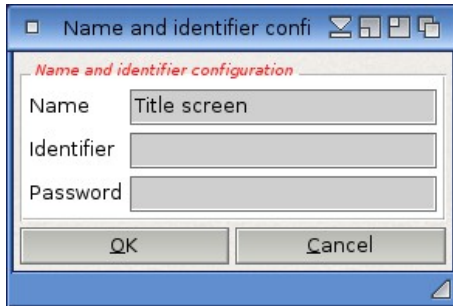 Name and identifier confi
Name and identifier configuration
Name Title screen
Identifier
Password
OK Cancel